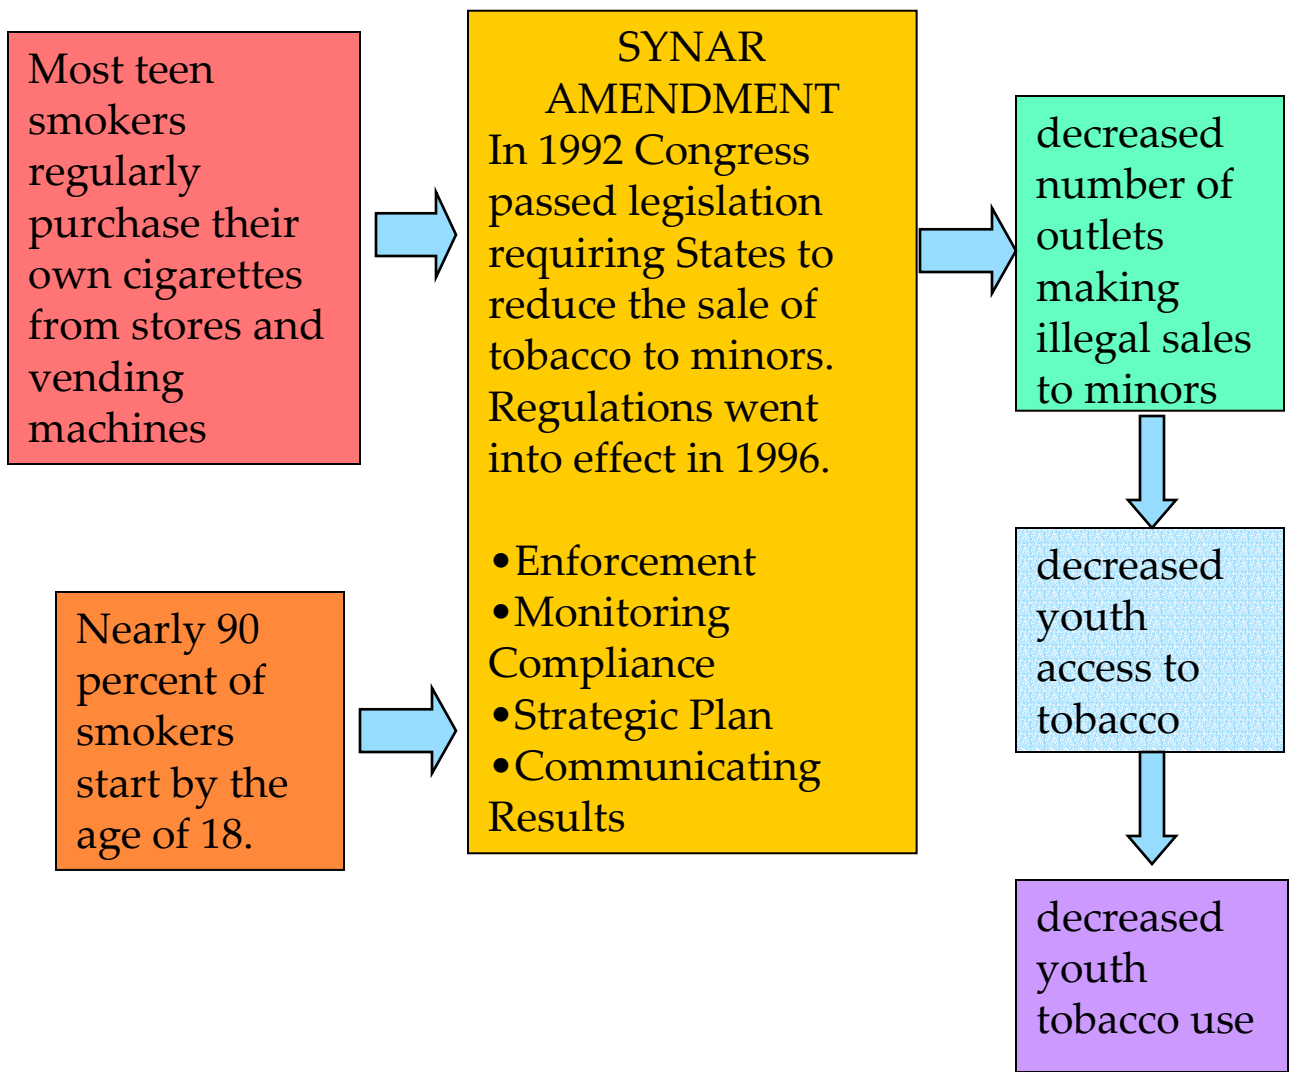 Most teen
smokers
regularly
purchase their
own cigarettes
from stores and
vending
machines
Nearly 90
percent of
smokers
start by the
age of 18.
SYNAR
AMENDMENT
In 1992 Congress
passed legislation
requiring States to
reduce the sale of
tobacco to minors.
Regulations went
into effect in 1996.
•Enforcement
•Monitoring
Compliance
•Strategic Plan
•Communicating
Results
decreased
number of
outlets
making
illegal sales
to minors
decreased
youth
access to
tobacco
decreased
youth
tobacco use